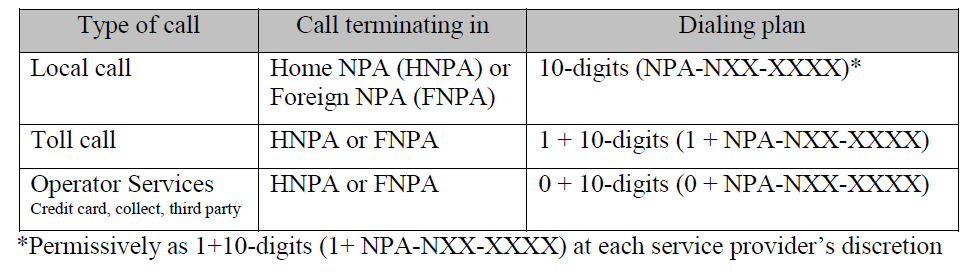 Type of call Call terminating in Dialing plan
Local call Home NPA (HNPA) or 10-digits (NPA-NXX-XXXX)*
Foreign NPA (FNPA)
Toll call HNPA or FNPA 1 + 10-digits (1 + NPA-NXX-XXXX)
Operator Services HNPA or FNPA 0 + 10-digits (0 + NPA-NXX-XXXX)
Credit card, collect, third party
*Permissively as 1+10-digits (1+ NPA-NXX-XXXX) at each service provider’s discretion